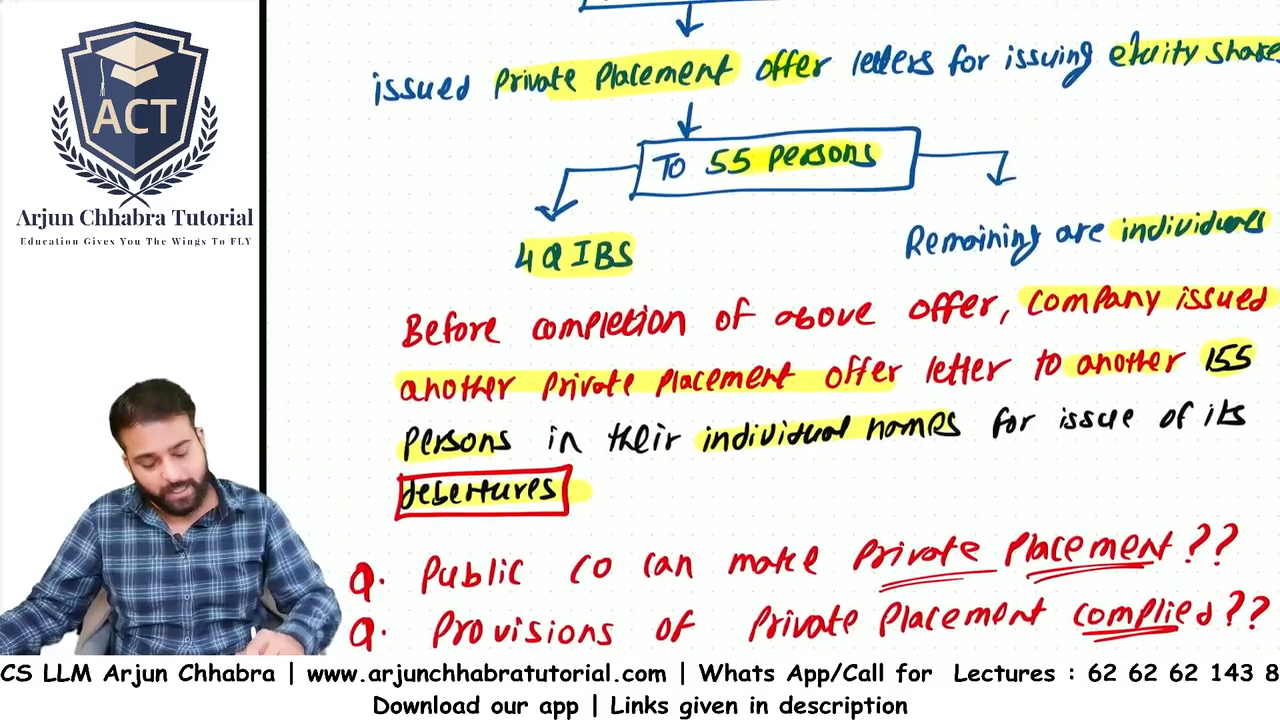 issued Private Placement offer letters for issuing equity share
To 55 Persons
4 Q I BS
Remaining are individuals
Before completion of above offer, Company issued
another Private Placement offer letter to another 155
Persons in their individual names for issue of its
debentures
Q. Public co can make Private Placement ??
Q. Provisions of Private Placement complied ??
ACT
Arjun Chhabra Tutorial
Education Gives You The Wings To FLY
CS LLM Arjun Chhabra | www.arjunchhabratutorial.com | Whats App/Call for Lectures : 62 62 62 143 8
Download our app | Links given in description